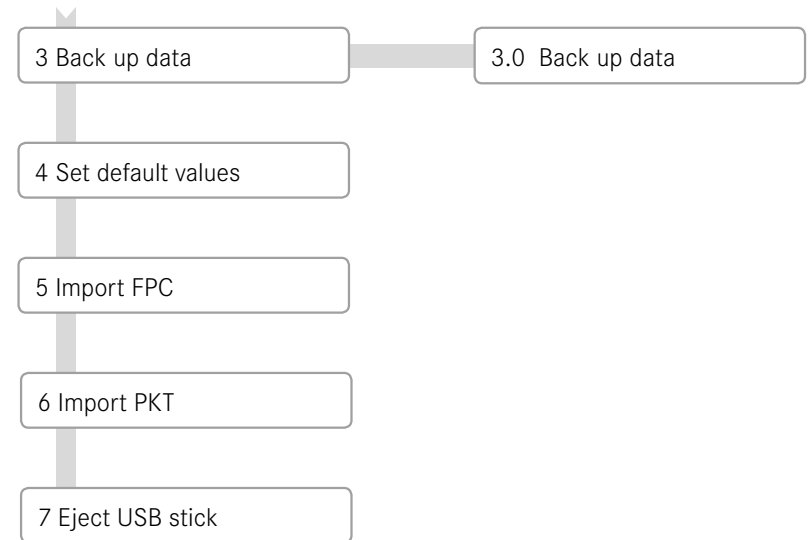 3 Back up data
3.0 Back up data
4 Set default values
5 Import FPC
6 Import PKT
7 Eject USB stick